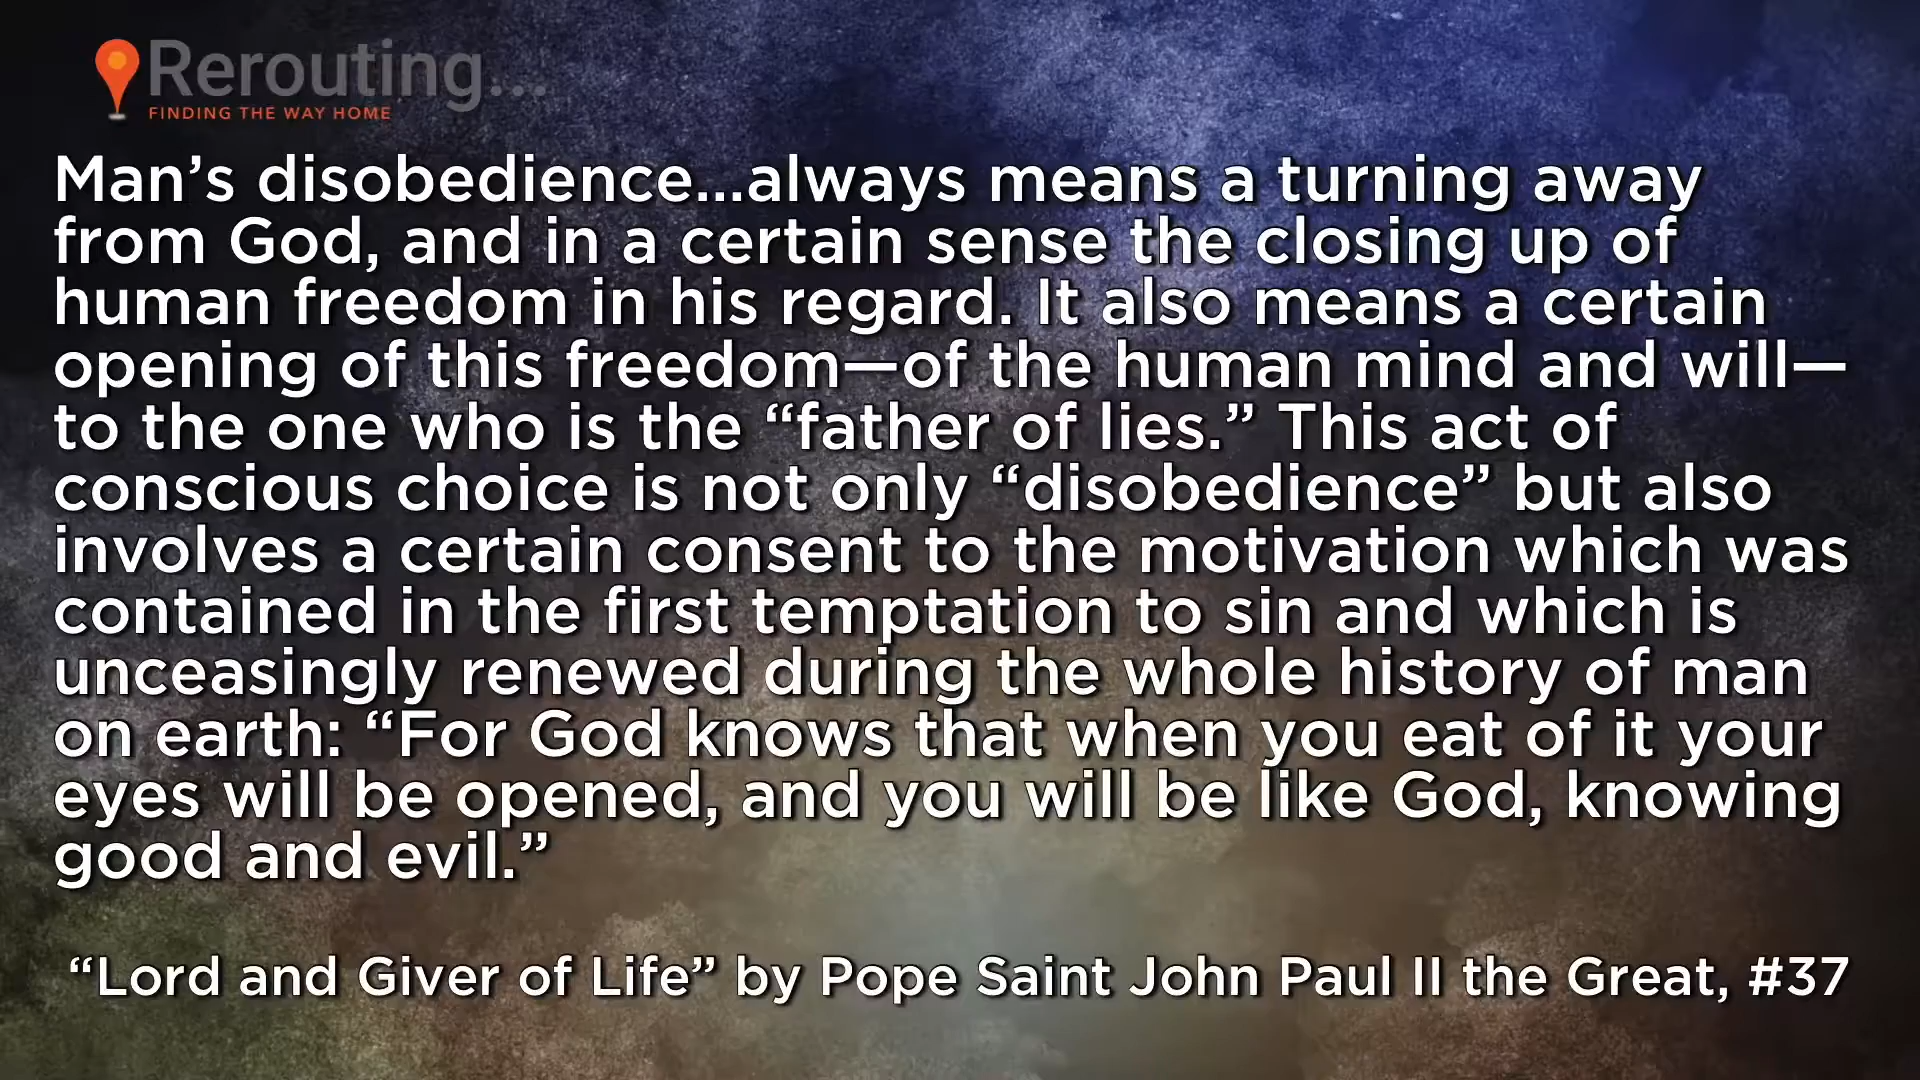 Rerouting...
FINDING THE WAY HOME
Man’s disobedience...always means a turning away
from God, and in a certain sense the closing up of
human freedom in his regard. It also means a certain
opening of this freedom—of the human mind and will—
to the one who is the “father of lies.” This act of
conscious choice is not only “disobedience” but also
involves a certain consent to the motivation which was
contained in the first temptation to sin and which is
unceasingly renewed during the whole history of man
on earth: “For God knows that when you eat of it your
eyes will be opened, and you will be like God, knowing
good and evil.”
“Lord and Giver of Life” by Pope Saint John Paul II the Great, #37